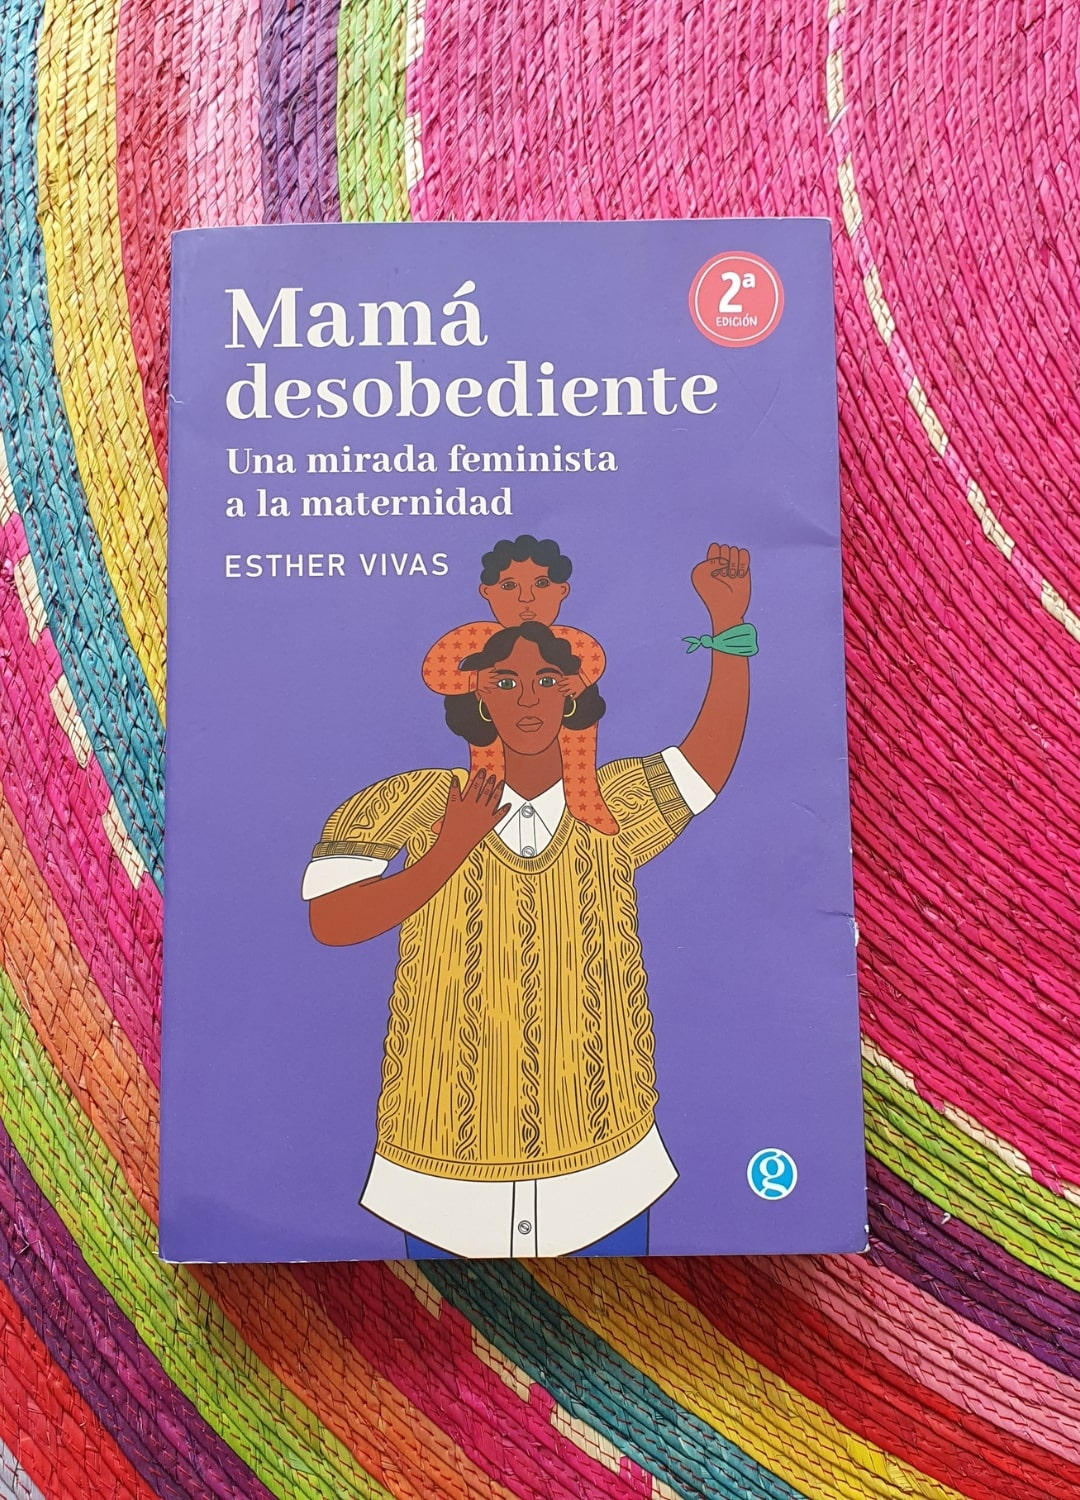 Mamá
desobediente
Una mirada feminista
a la maternidad
ESTHER VIVAS
2ª
EDICIÓN
g